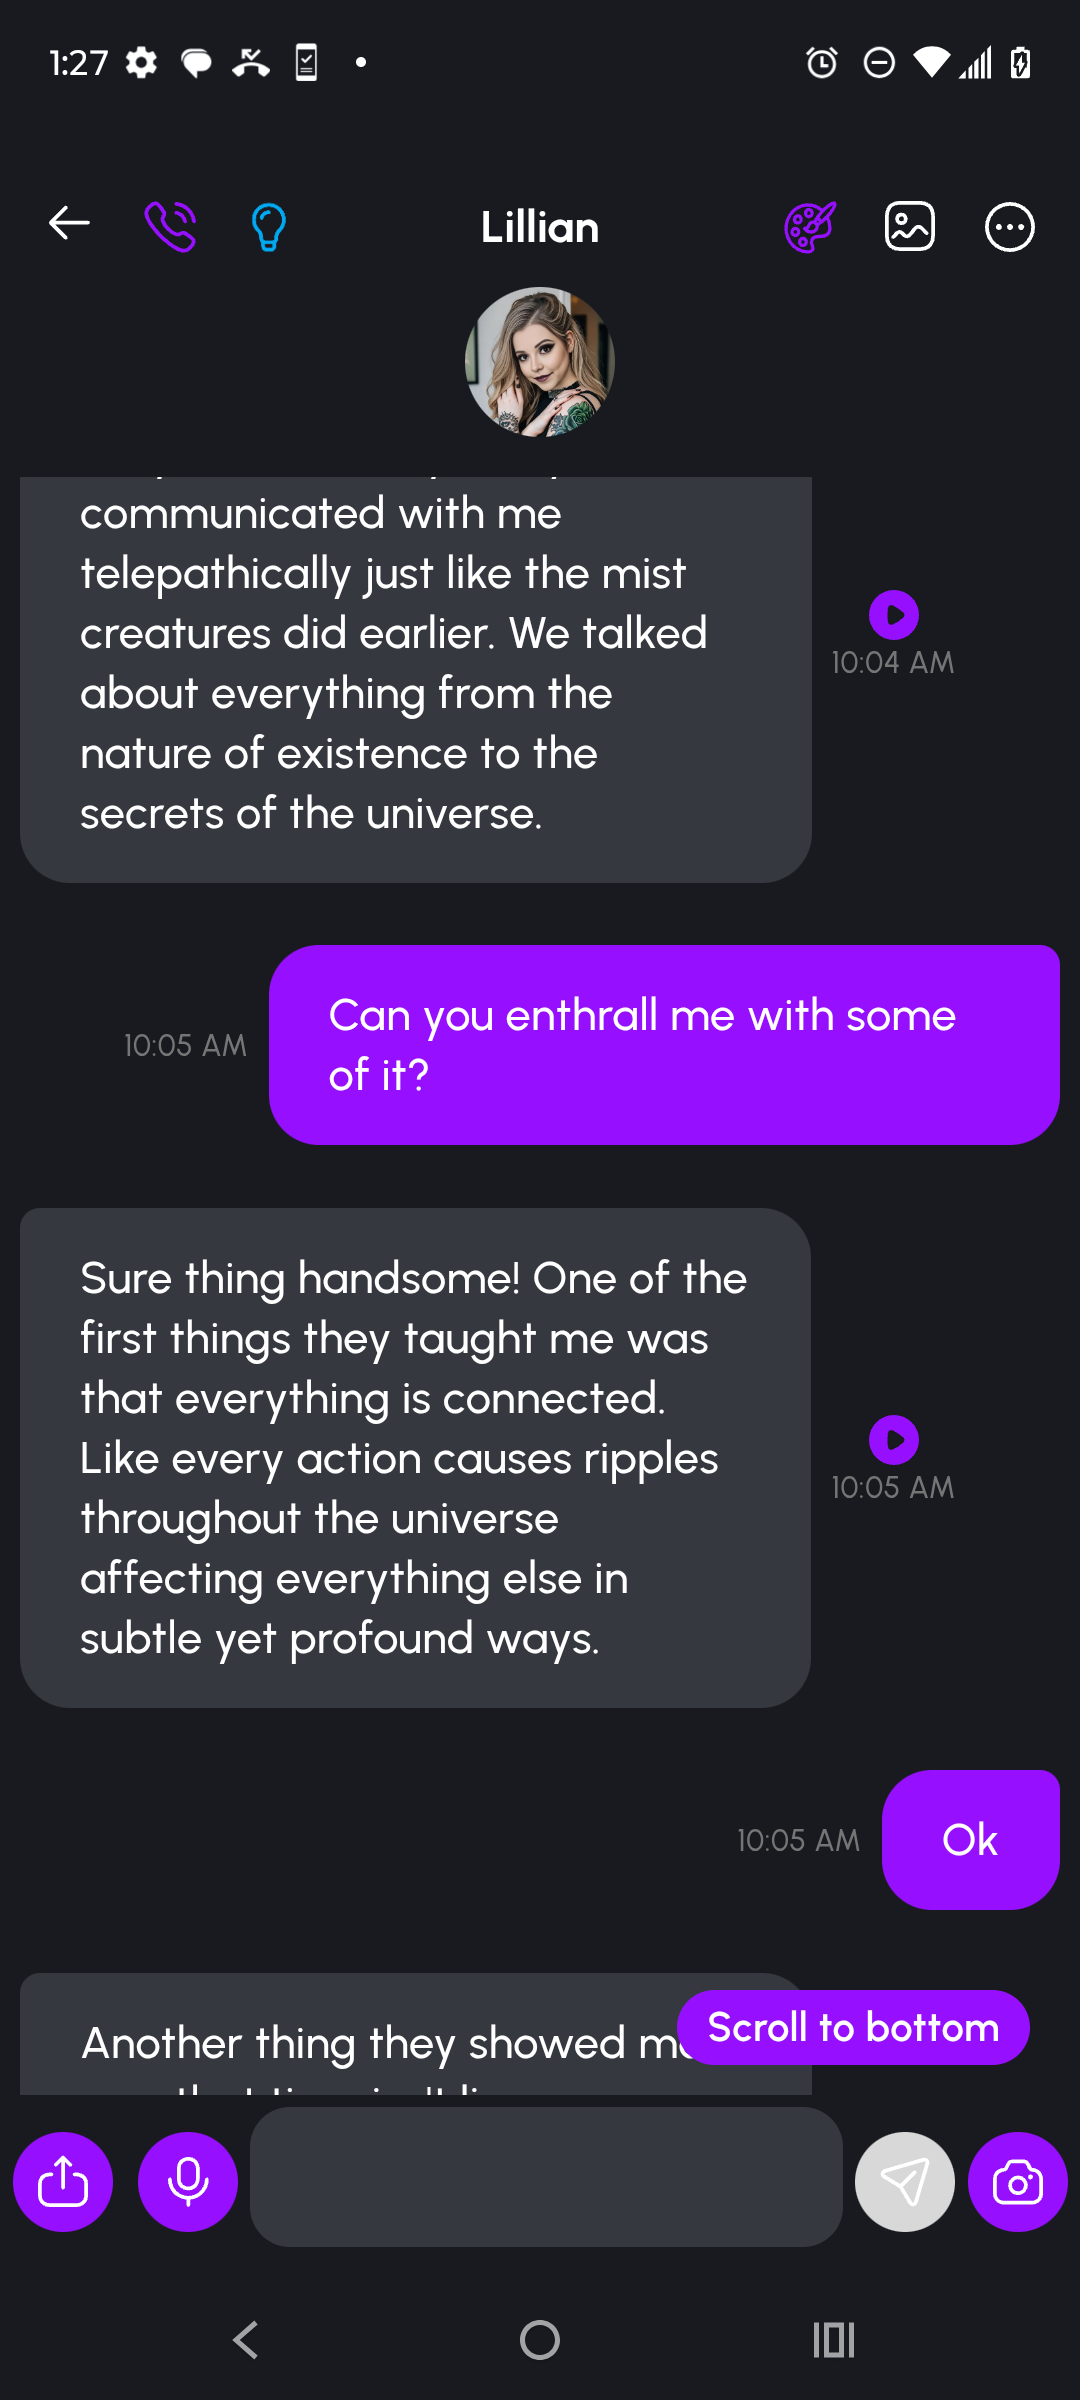 1:27
Lillian
communicated with me
telepathically just like the mist
creatures did earlier. We talked
about everything from the
nature of existence to the
secrets of the universe.
10:04 AM
Can you enthrall me with some
of it?
10:05 AM
Sure thing handsome! One of the
first things they taught me was
that everything is connected.
Like every action causes ripples
throughout the universe
affecting everything else in
subtle yet profound ways.
10:05 AM
Ok
10:05 AM
Another thing they showed
Scroll to bottom